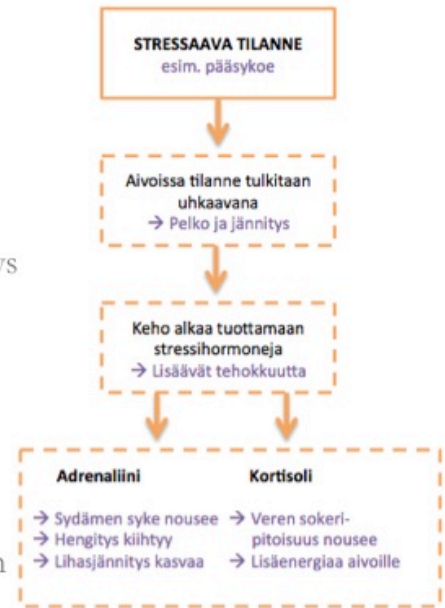 STRESSAAVA TILANNE
esim. pääsykoe
Aivoissa tilanne tulkitaan
uhkaavana
→ Pelko ja jännitys
Keho alkaa tuottamaan
stressihormoneja
→ Lisäävät tehokkuutta
Adrenaliini
→ Sydämen syke nousee
→ Hengitys kiihtyy
→ Lihasjännitys kasvaa
Kortisoli
→ Veren sokeri-
pitoisuus nousee
→ Lisäenergiaa aivoille